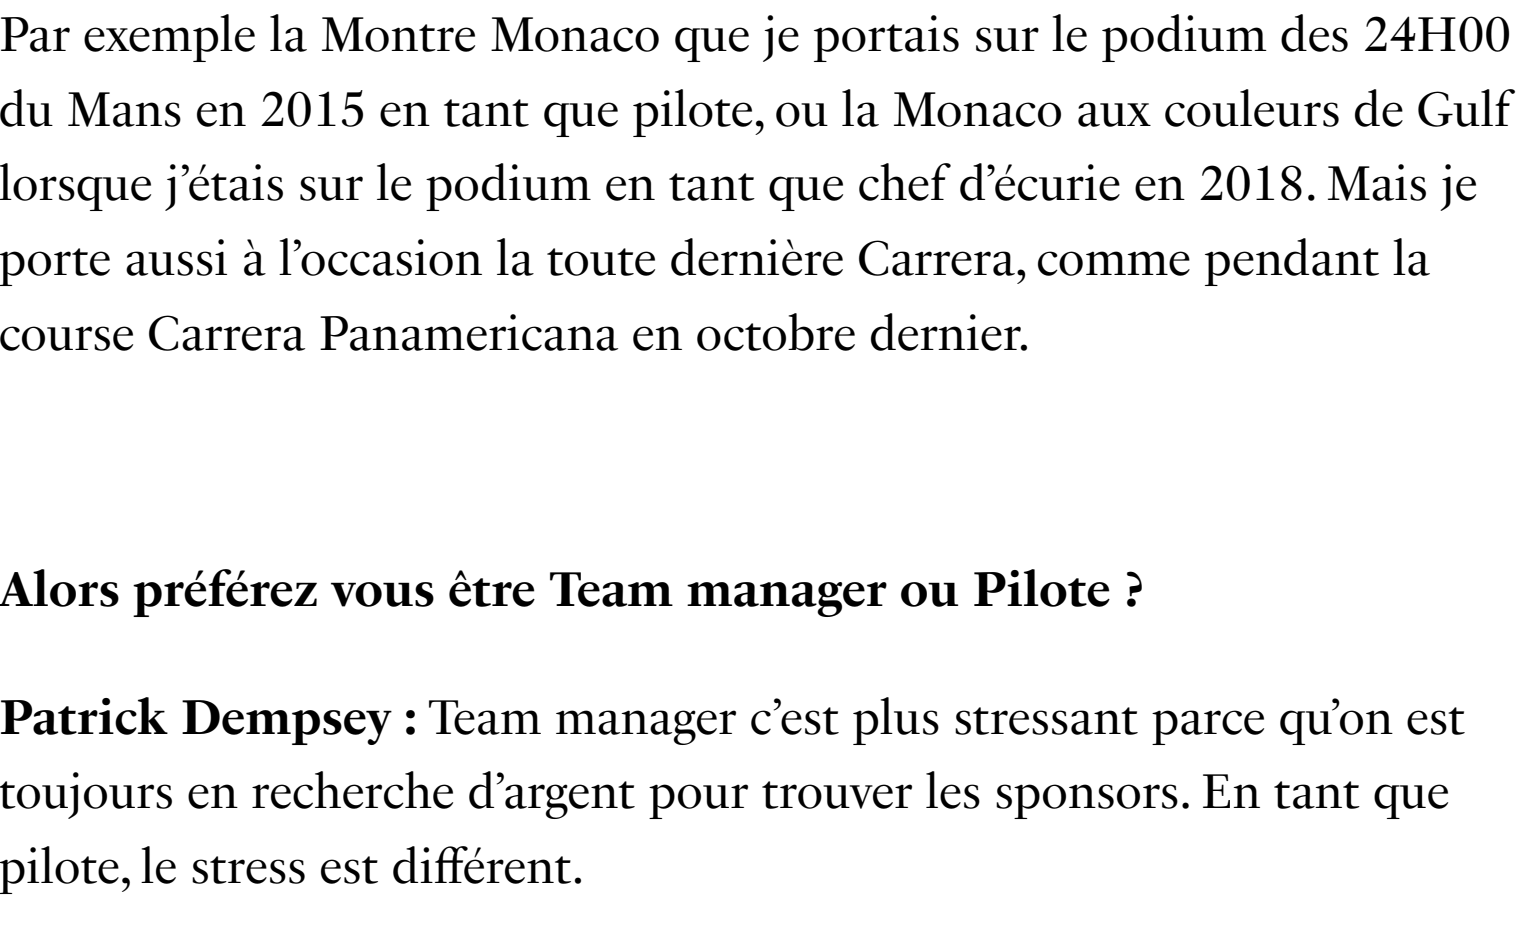 Par exemple la Montre Monaco que je portais sur le podium des 24H00
du Mans en 2015 en tant que pilote, ou la Monaco aux couleurs de Gulf
lorsque j’étais sur le podium en tant que chef d’écurie en 2018. Mais je
porte aussi à l’occasion la toute dernière Carrera, comme pendant la
course Carrera Panamericana en octobre dernier.
Alors préférez vous être Team manager ou Pilote ?
Patrick Dempsey : Team manager c’est plus stressant parce qu’on est
toujours en recherche d’argent pour trouver les sponsors. En tant que
pilote, le stress est différent.